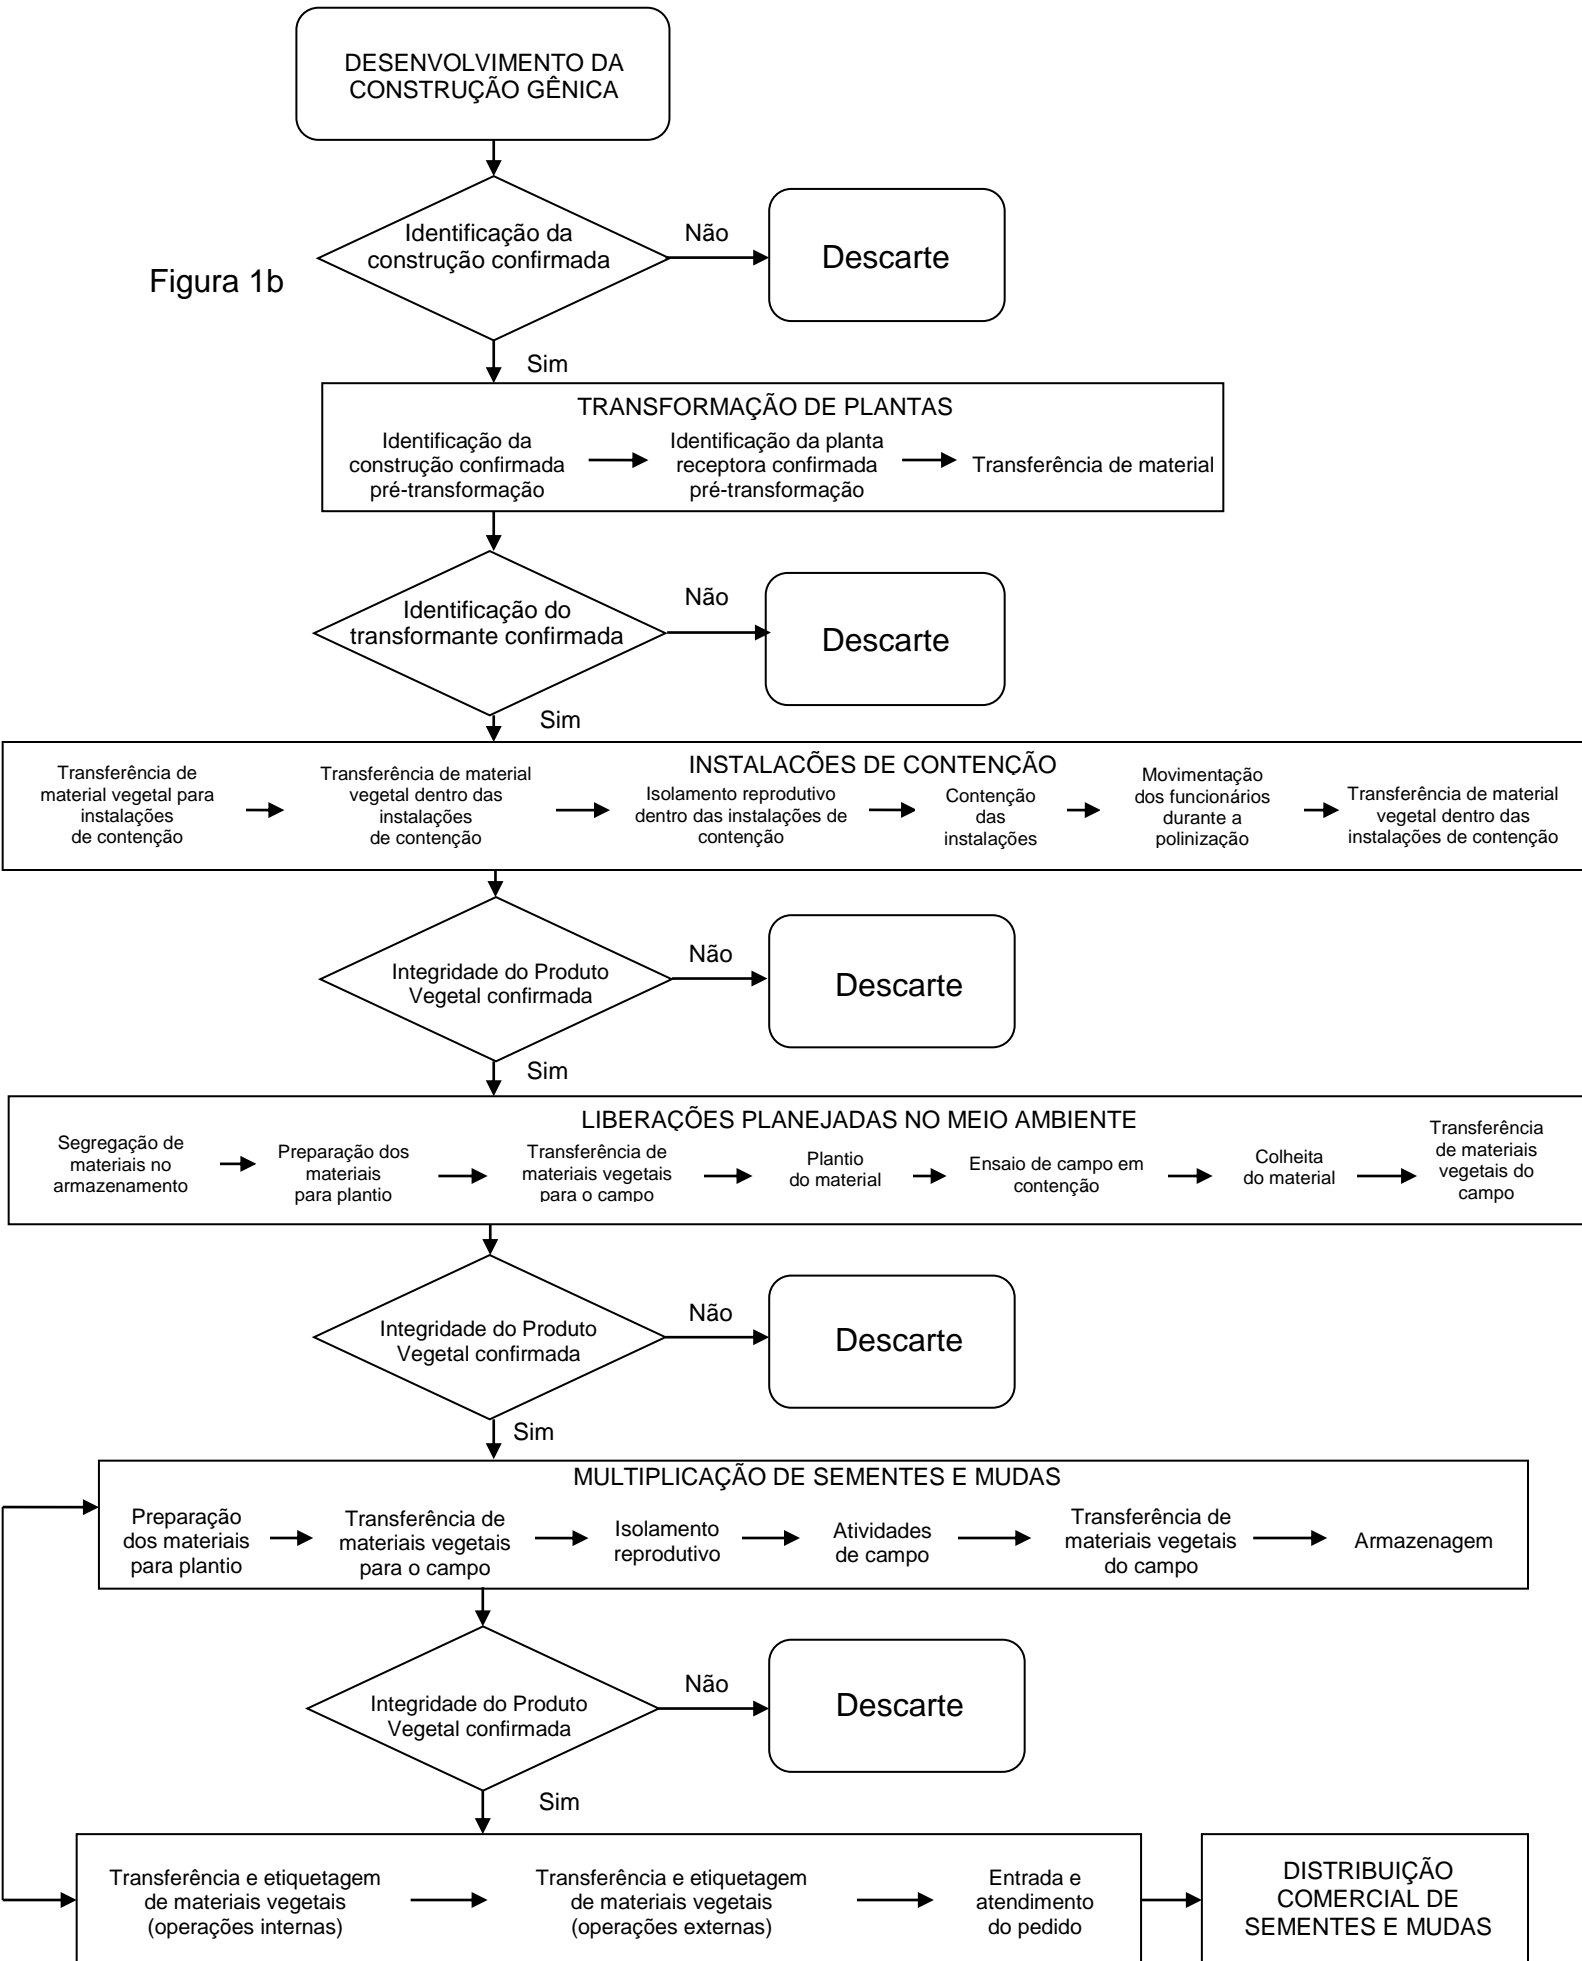 DESENVOLVIMENTO DA
CONSTRUÇÃO GÊNICA
Identificação da
construção confirmada
Não
Descarte
Figura 1b
Sim
TRANSFORMAÇÃO DE PLANTAS
Identificação da
construção confirmada
pré-transformação
Identificação da planta
receptora confirmada
pré-transformação
Transferência de material
Identificação do
transformante confirmada
Não
Descarte
Sim
INSTALACÕES DE CONTENÇÃO
Transferência de
material vegetal para
instalações
de contenção
Transferência de material
vegetal dentro das
instalações
de contenção
Isolamento reprodutivo
dentro das instalações de
contenção
Contenção
das
instalações
Movimentação
dos funcionários
durante a
polinização
Transferência de material
vegetal dentro das
instalações de contenção
Integridade do Produto
Vegetal confirmada
Não
Descarte
Sim
LIBERAÇÕES PLANEJADAS NO MEIO AMBIENTE
Segregação de
materiais no
armazenamento
Preparação dos
materiais
para plantio
Transferência de
materiais vegetais
para o campo
Plantio
do material
Ensaio de campo em
contenção
Colheita
do material
Transferência
de materiais
vegetais do
campo
Integridade do Produto
Vegetal confirmada
Não
Descarte
Sim
MULTIPLICAÇÃO DE SEMENTES E MUDAS
Preparação
dos materiais
para plantio
Transferência de
materiais vegetais
para o campo
Isolamento
reprodutivo
Atividades
de campo
Transferência de
materiais vegetais
do campo
Armazenagem
Integridade do Produto
Vegetal confirmada
Não
Descarte
Sim
Transferência e etiquetagem
de materiais vegetais
(operações internas)
Transferência e etiquetagem
de materiais vegetais
(operações externas)
Entrada e
atendimento
do pedido
DISTRIBUIÇÃO
COMERCIAL DE
SEMENTES E MUDAS